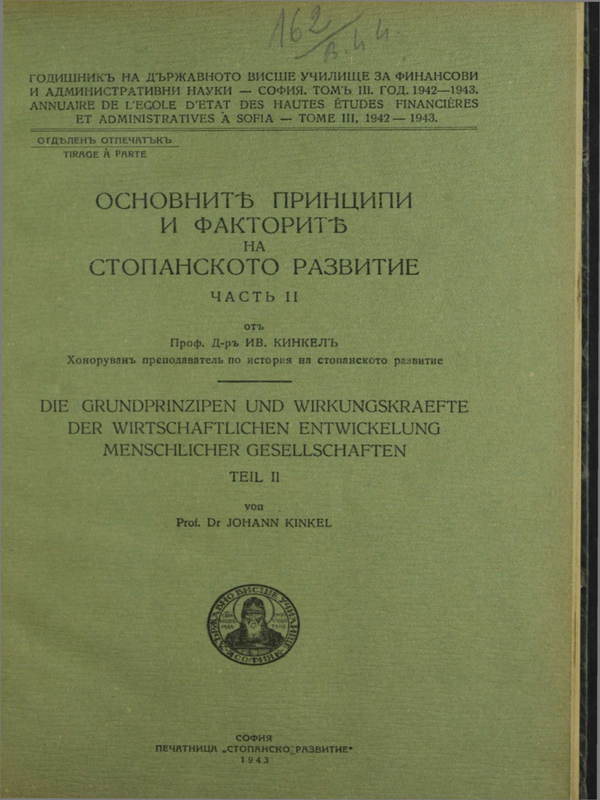 162
В.44.
ГОДИШНИКЪ НА ДЪРЖАВНОТО ВИСШЕ УЧИЛИЩЕ ЗА ФИНАНСОВИ
И АДМИНИСТРАТИВНИ НАУКИ — СОФИЯ. ТОМЪ III. ГОД. 1942—1943.
ANNUAIRE DE L'ECOLE D'ETAT DES HAUTES ÉTUDES FINANCIÈRES
ET ADMINISTRATIVES À SOFIA — TOME III, 1942 — 1943.
ОТДѢЛЕНЪ ОТПЕЧАТЪКЪ
TIRAGE À PARTE
ОСНОВНИТѢ ПРИНЦИПИ
И ФАКТОРИТѢ
НА
СТОПАНСКОТО РАЗВИТИЕ
ЧАСТЬ II
отъ
Проф. Д-ръ ИВ. КИНКЕЛЪ
Хоноруванъ преподаватель по история на стопанското развитие
DIE GRUNDPRINZIPEN UND WIRKUNGSKRAEFTE
DER WIRTSCHAFTLICHEN ENTWICKELUNG
MENSCHLICHER GESELLSCHAFTEN
TEIL II
von
Prof. Dr JOHANN KINKEL
СОФИЯ
ПЕЧАТНИЦА „СТОПАНСКО РАЗВИТИЕ"
1943